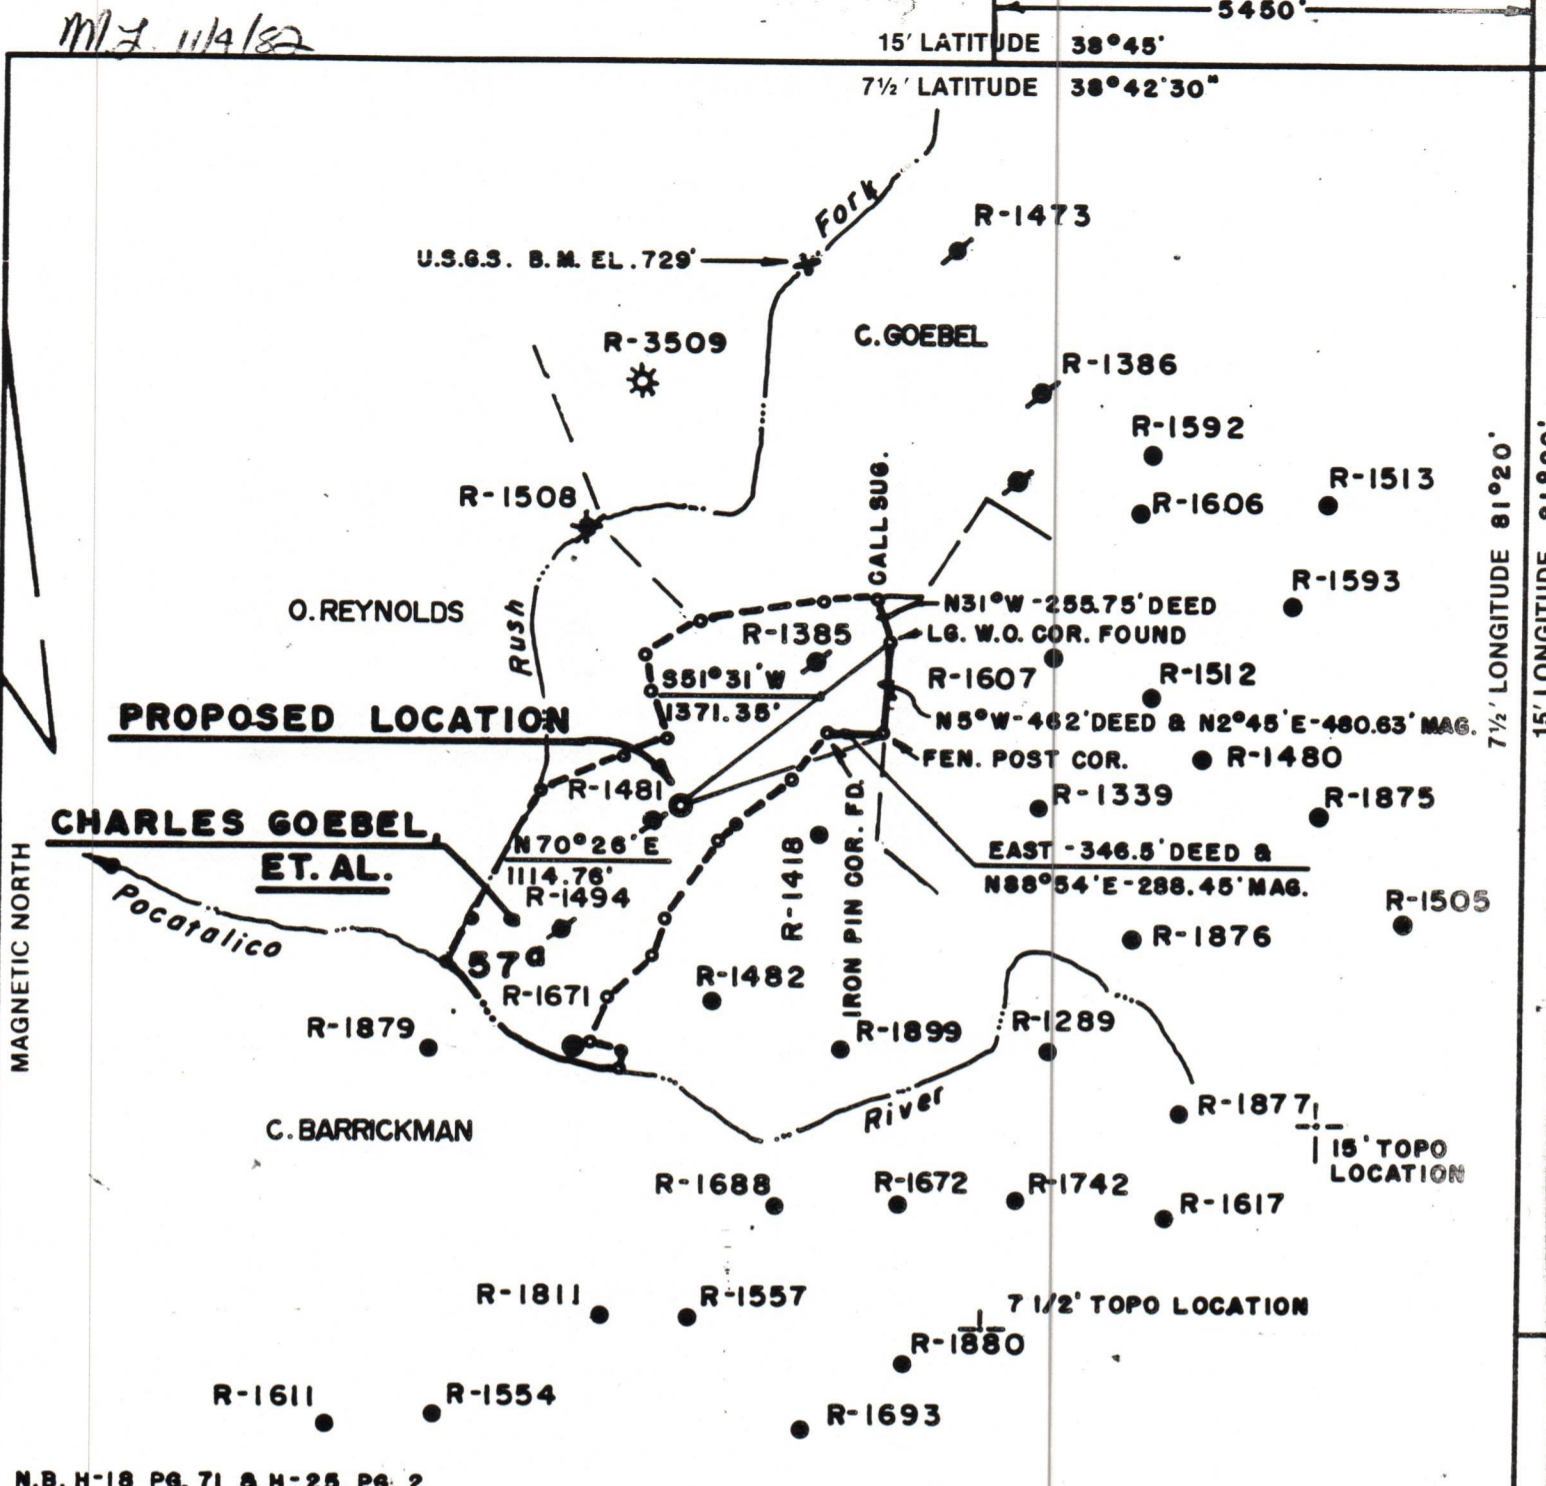 5450'
15' LATITUDE 38°45'
11/9/82
7½' LATITUDE 38°42'30"
Fork
R-1473
U.S.G.S. B.M. EL. 729'
R-3509
C. GOEBEL
R-1386
R-1592
R-1513
R-1508
R-1606
CALL SUG.
7½' LONGITUDE 81°20'
15' LONGITUDE
R-1593
O. REYNOLDS
Rush
N31°W-255.75' DEED
R-1385
LG. W.O. COR. FOUND
S51°31'W
1371.35'
R-1607
R-1512
PROPOSED LOCATION
N5°W-462' DEED & N2°45'E-460.63' MAG.
FEN. POST COR.
R-1480
R-1481
R-1339
R-1875
CHARLES GOEBEL,
ET. AL.
N70°26'E
1114.76'
R-1418
IRON PIN COR. FD.
EAST -346.5' DEED &
N88°54'E-288.45' MAG.
R-1494
R-1505
Pocatalico
R-1876
MAGNETIC NORTH
57a
R-1482
R-1671
R-1879
R-1899
R-1289
River
R-1877
C. BARRICKMAN
15' TOPO
LOCATION
R-1688
R-1672
R-1742
R-1617
R-1811
R-1557
7 1/2' TOPO LOCATION
R-1880
R-1611
R-1554
R-1693
N.B. H-18 PG. 71 & H-25 PG. 2